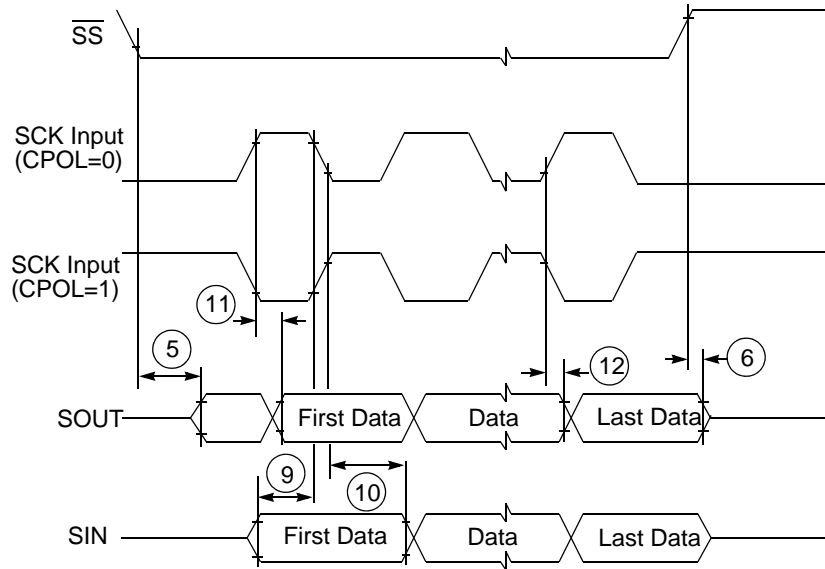 SS
SCK Input
(CPOL=0)
SCK Input
(CPOL=1)
11
5
12
6
SOUT
First Data
Data
Last Data
9
10
SIN
First Data
Data
Last Data